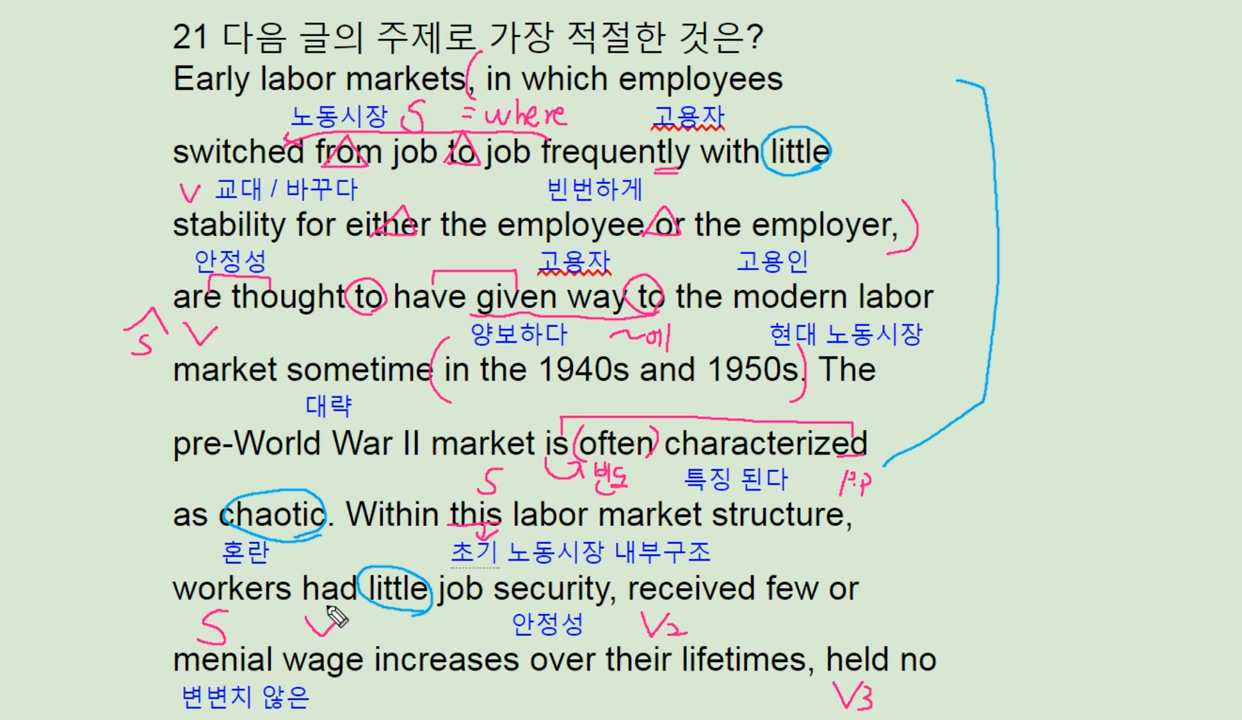 21 다음 글의 주제로 가장 적절한 것은?
Early labor markets, in which employees
노동시장 S = where 고용자
switched from job to job frequently with little
V 교대 / 바꾸다 빈번하게
stability for either the employee or the employer,
안정성 고용자 고용인
are thought to have given way to the modern labor
S V 양보하다 ~에 현대 노동시장
market sometime in the 1940s and 1950s. The
대략
pre-World War II market is (often) characterized
S 빈도 특징 된다 p.p
as chaotic. Within this labor market structure,
혼란 초기 노동시장 내부구조
workers had little job security, received few or
S V 안정성 V2
menial wage increases over their lifetimes, held no
변변치 않은 V3